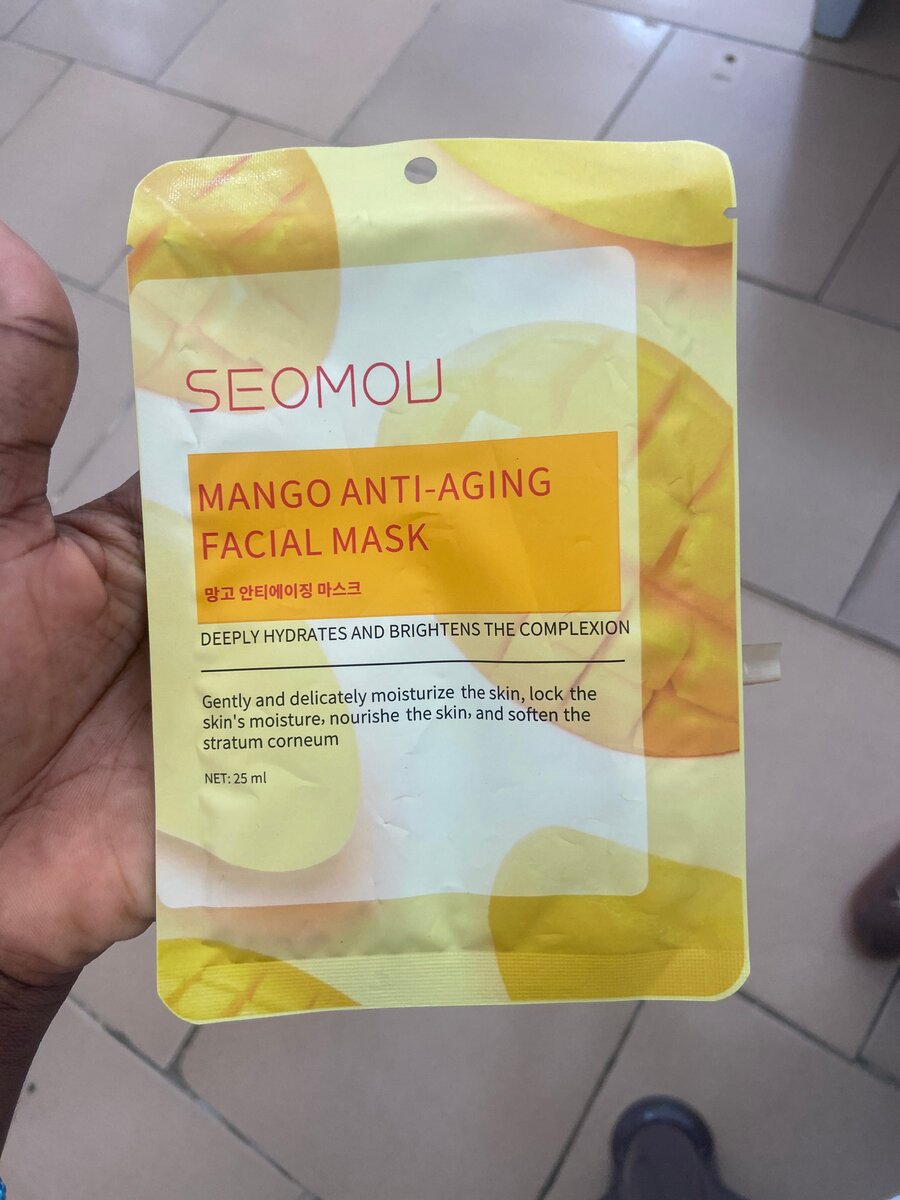 SEOMOU
MANGO ANTI-AGING
FACIAL MASK
망고 안티에이징 마스크
DEEPLY HYDRATES AND BRIGHTENS THE COMPLEXION
Gently and delicately moisturize the skin, lock the
skin's moisture, nourishe the skin, and soften the
stratum corneum
NET: 25 ml